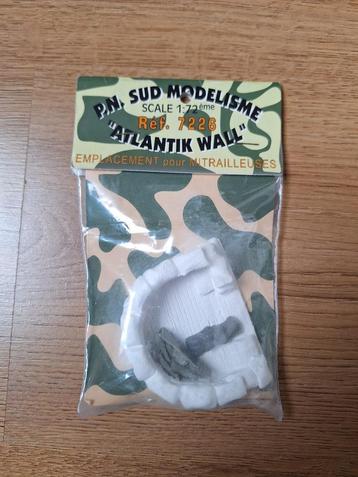 P.N. SUD MODELISME
SCALE 1-72ème
Réf. 7226
"ATLANTIK WALL"
EMPLACEMENT pour MITRAILLEUSES